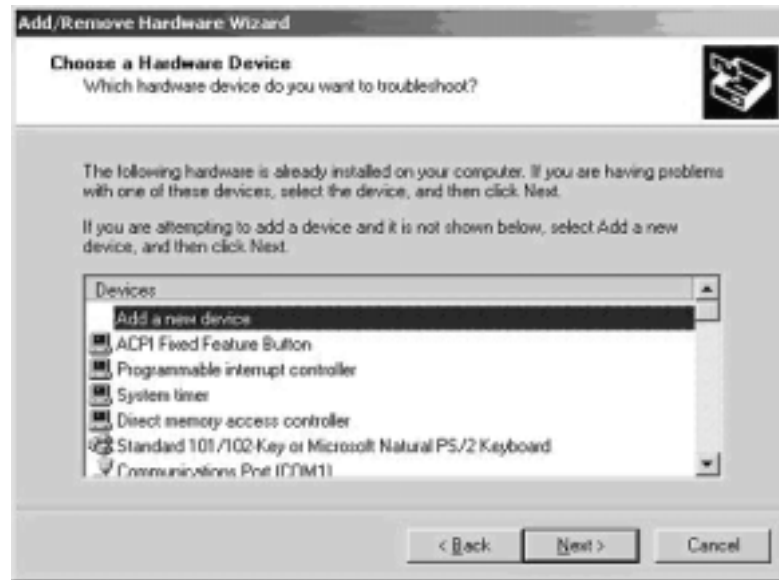 Add/Remove Hardware Wizard
Choose a Hardware Device
Which hardware device do you want to troubleshoot?
The following hardware is already installed on your computer. If you are having problems
with one of these devices, select the device, and then click Next.
If you are attempting to add a device and it is not shown below, select Add a new
device, and then click Next.
Devices
Add a new device
ACPI Fixed Feature Button
Programmable interrupt controller
System timer
Direct memory access controller
Standard 101/102-Key or Microsoft Natural PS/2 Keyboard
Communications Port (COM1)
< Back
Next >
Cancel